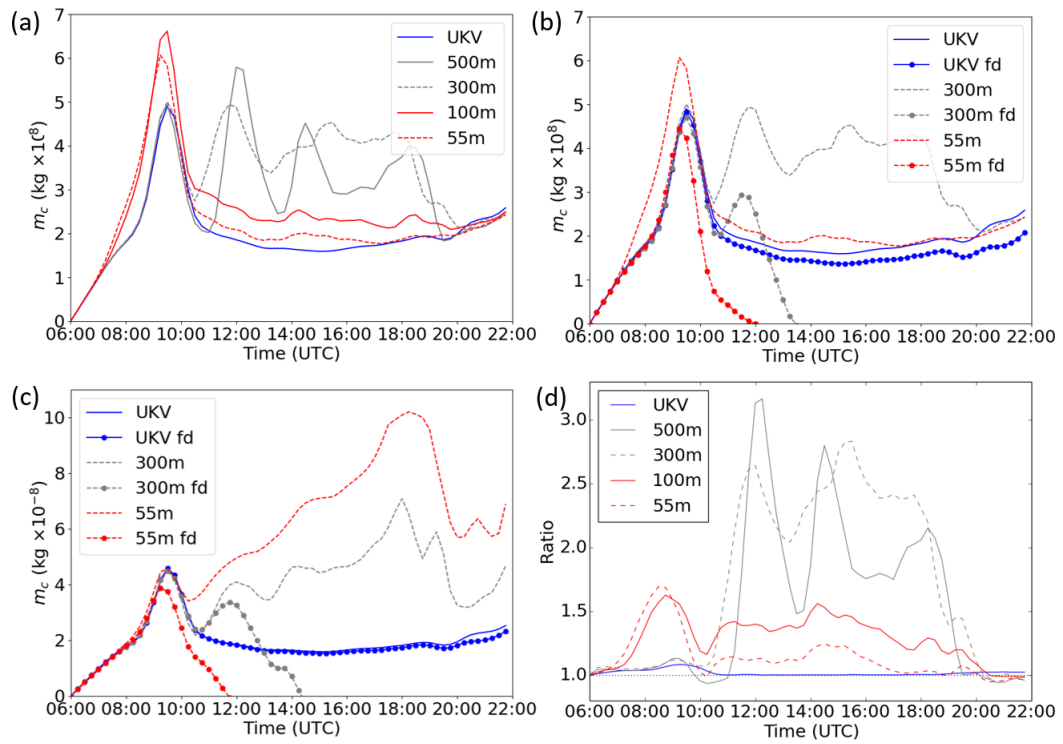 (a)
7
6
5
4
3
2
1
0
m_c (kg ×10⁸)
06:00 08:00 10:00 12:00 14:00 16:00 18:00 20:00 22:00
Time (UTC)
UKV
500m
300m
100m
55m
(b)
7
6
5
4
3
2
1
0
m_c (kg ×10⁸)
06:00 08:00 10:00 12:00 14:00 16:00 18:00 20:00 22:00
Time (UTC)
UKV
UKV fd
300m
300m fd
55m
55m fd
(c)
10
8
6
4
2
0
m_c (kg ×10⁻⁸)
06:00 08:00 10:00 12:00 14:00 16:00 18:00 20:00 22:00
Time (UTC)
UKV
UKV fd
300m
300m fd
55m
55m fd
(d)
3.0
2.5
2.0
1.5
1.0
Ratio
06:00 08:00 10:00 12:00 14:00 16:00 18:00 20:00 22:00
Time (UTC)
UKV
500m
300m
100m
55m